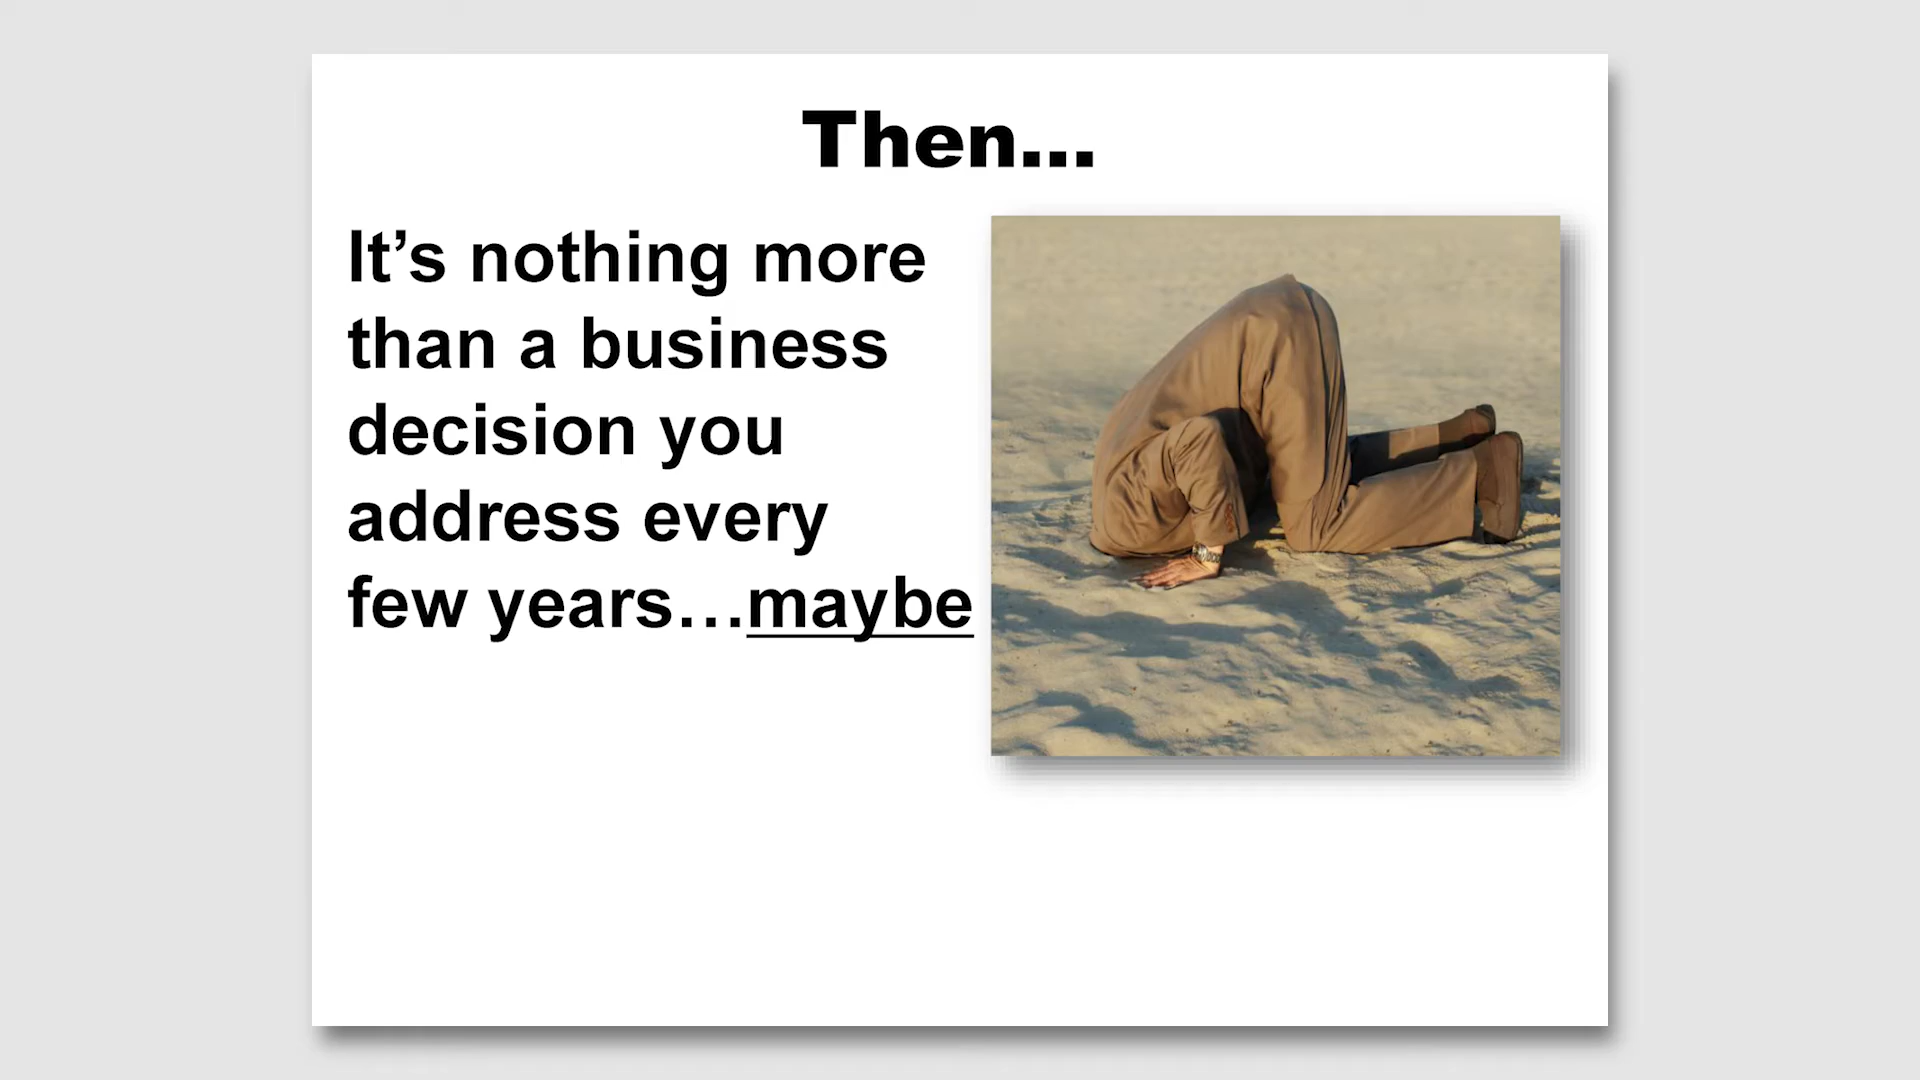 Then...
It’s nothing more
than a business
decision you
address every
few years…maybe